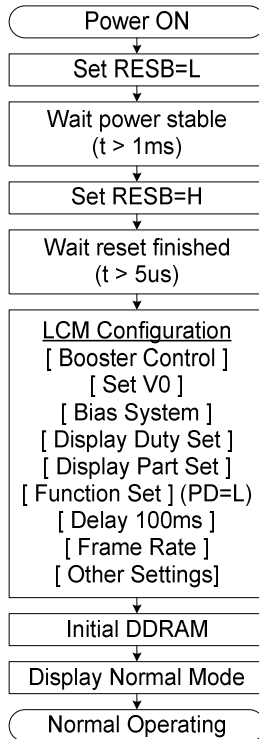 Power ON
Set RESB=L
Wait power stable
(t > 1ms)
Set RESB=H
Wait reset finished
(t > 5us)
LCM Configuration
[ Booster Control ]
[ Set V0 ]
[ Bias System ]
[ Display Duty Set ]
[ Display Part Set ]
[ Function Set ] (PD=L)
[ Delay 100ms ]
[ Frame Rate ]
[ Other Settings]
Initial DDRAM
Display Normal Mode
Normal Operating